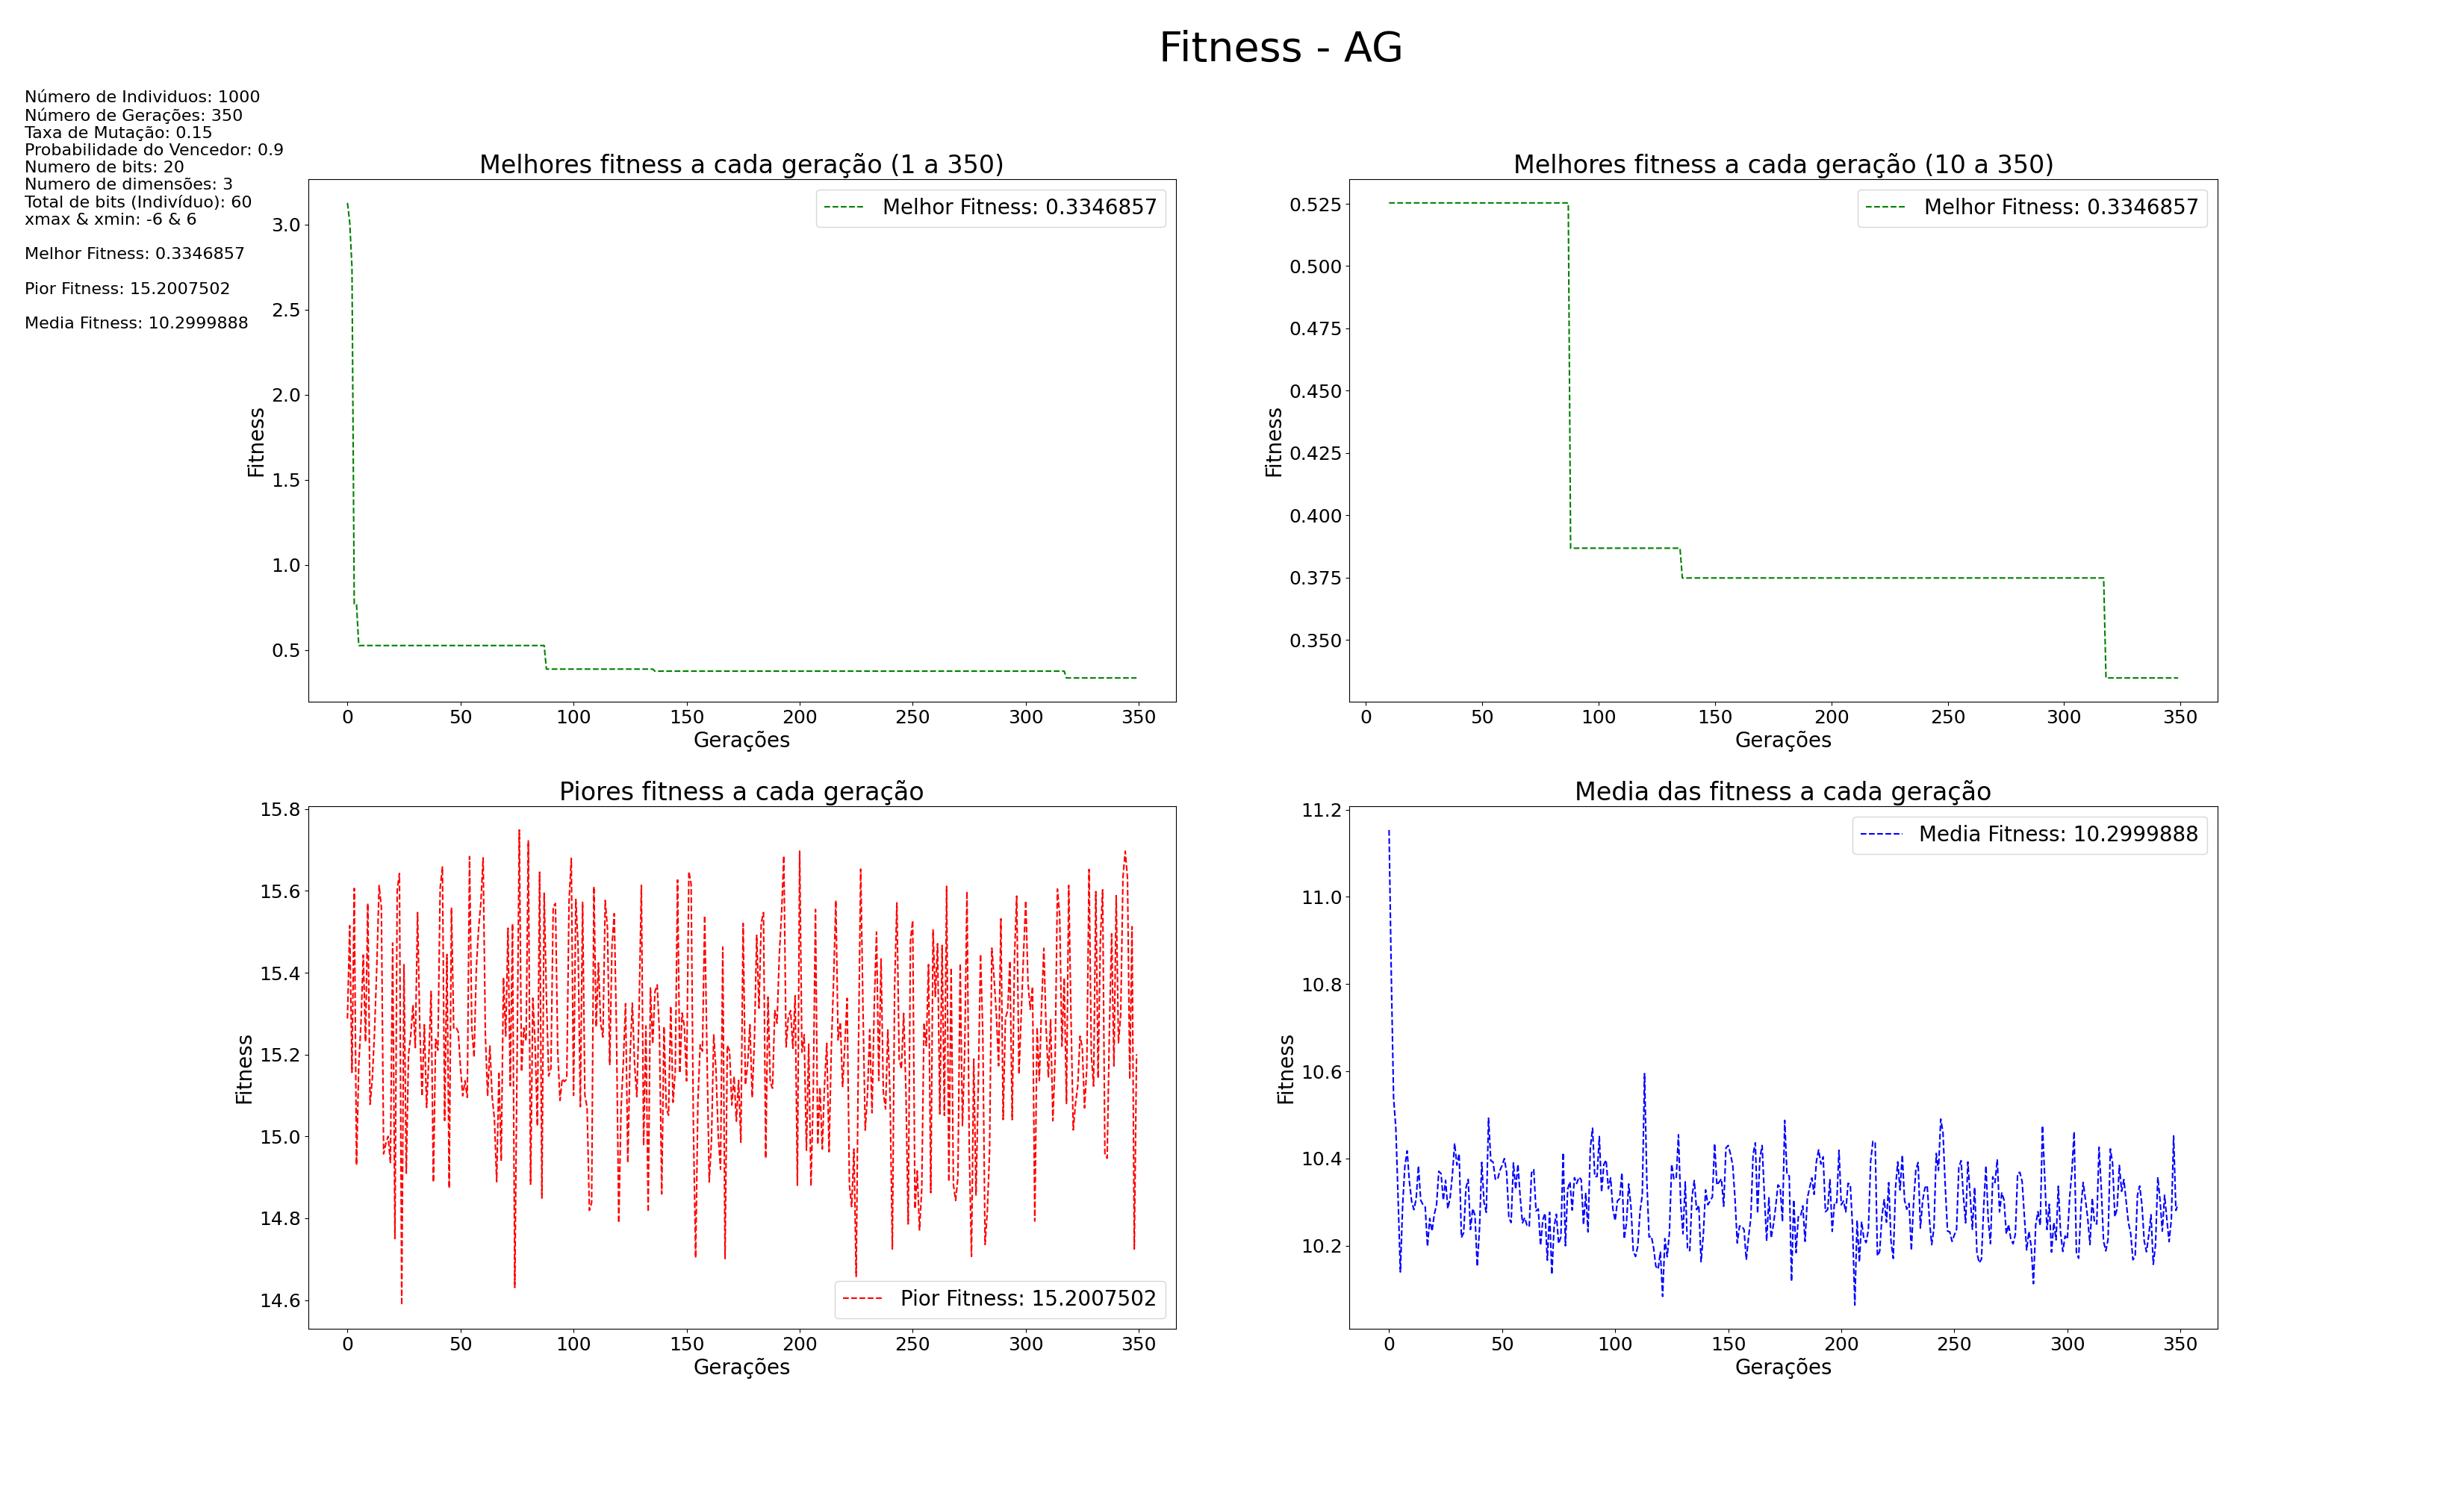 Fitness - AG
Número de Individuos: 1000
Número de Gerações: 350
Taxa de Mutação: 0.15
Probabilidade do Vencedor: 0.9
Numero de bits: 20
Numero de dimensões: 3
Total de bits (Indivíduo): 60
xmax & xmin: -6 & 6
Melhor Fitness: 0.3346857
Pior Fitness: 15.2007502
Media Fitness: 10.2999888
Melhores fitness a cada geração (1 a 350)
Melhor Fitness: 0.3346857
3.0
2.5
2.0
1.5
1.0
0.5
Fitness
0 50 100 150 200 250 300 350
Gerações
Melhores fitness a cada geração (10 a 350)
Melhor Fitness: 0.3346857
0.525
0.500
0.475
0.450
0.425
0.400
0.375
0.350
Fitness
0 50 100 150 200 250 300 350
Gerações
Piores fitness a cada geração
15.8
15.6
15.4
15.2
15.0
14.8
14.6
Fitness
Pior Fitness: 15.2007502
0 50 100 150 200 250 300 350
Gerações
Media das fitness a cada geração
Media Fitness: 10.2999888
11.2
11.0
10.8
10.6
10.4
10.2
Fitness
0 50 100 150 200 250 300 350
Gerações